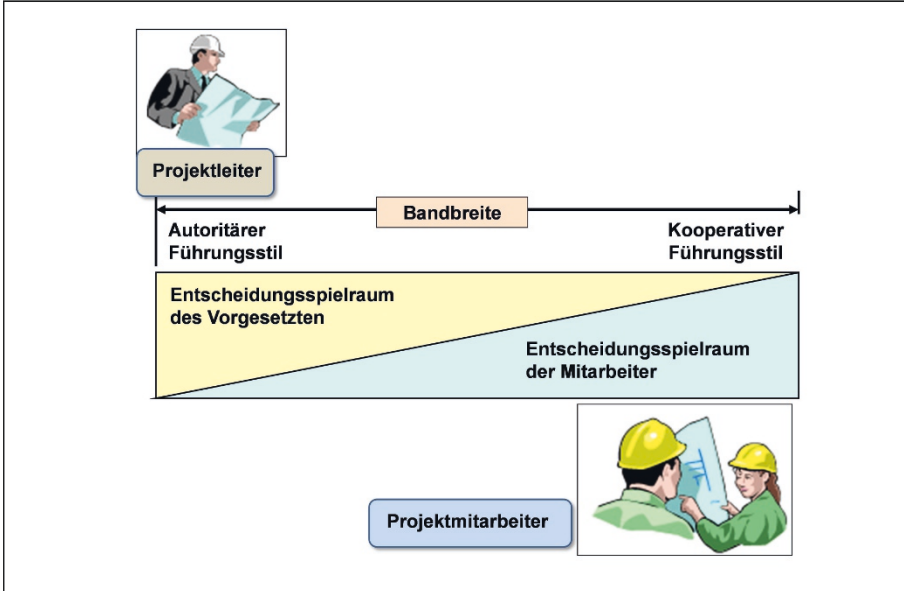 Projektleiter
Bandbreite
Autoritärer
Führungsstil
Kooperativer
Führungsstil
Entscheidungsspielraum
des Vorgesetzten
Entscheidungsspielraum
der Mitarbeiter
Projektmitarbeiter